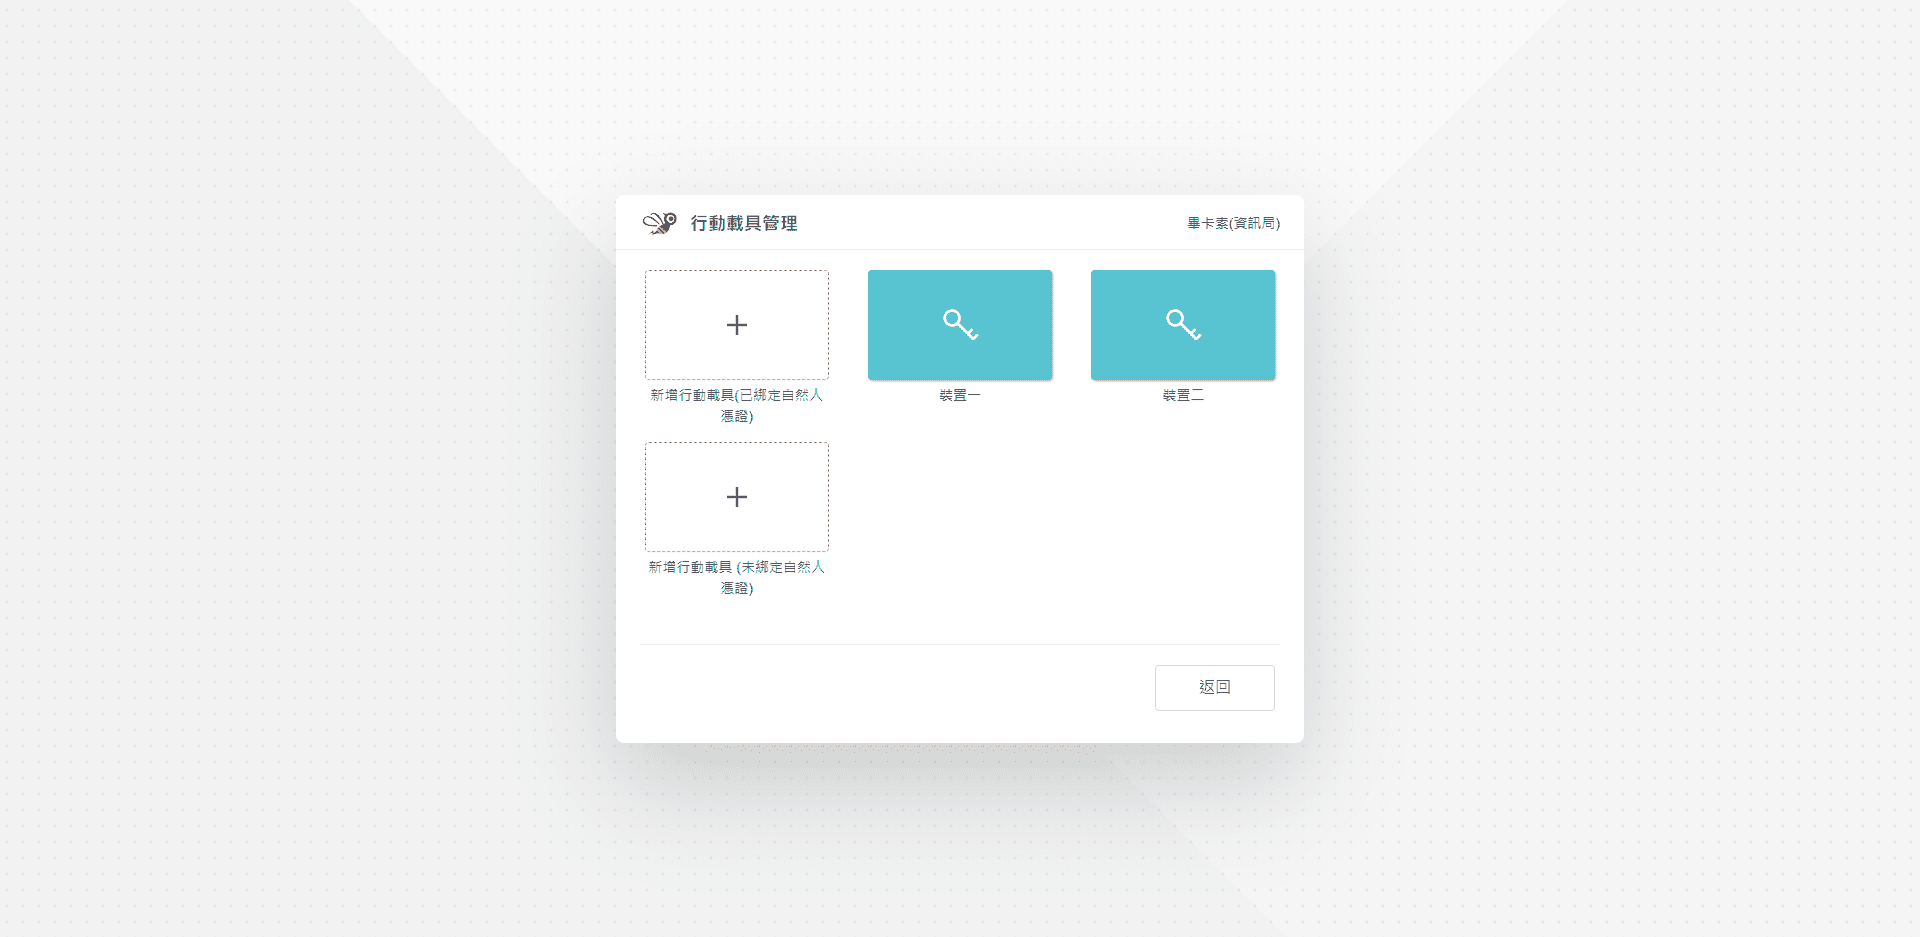 行動載具管理
畢卡索(資訊局)
新增行動載具(已綁定自然人
憑證)
裝置一
裝置二
新增行動載具 (未綁定自然人
憑證)
返回